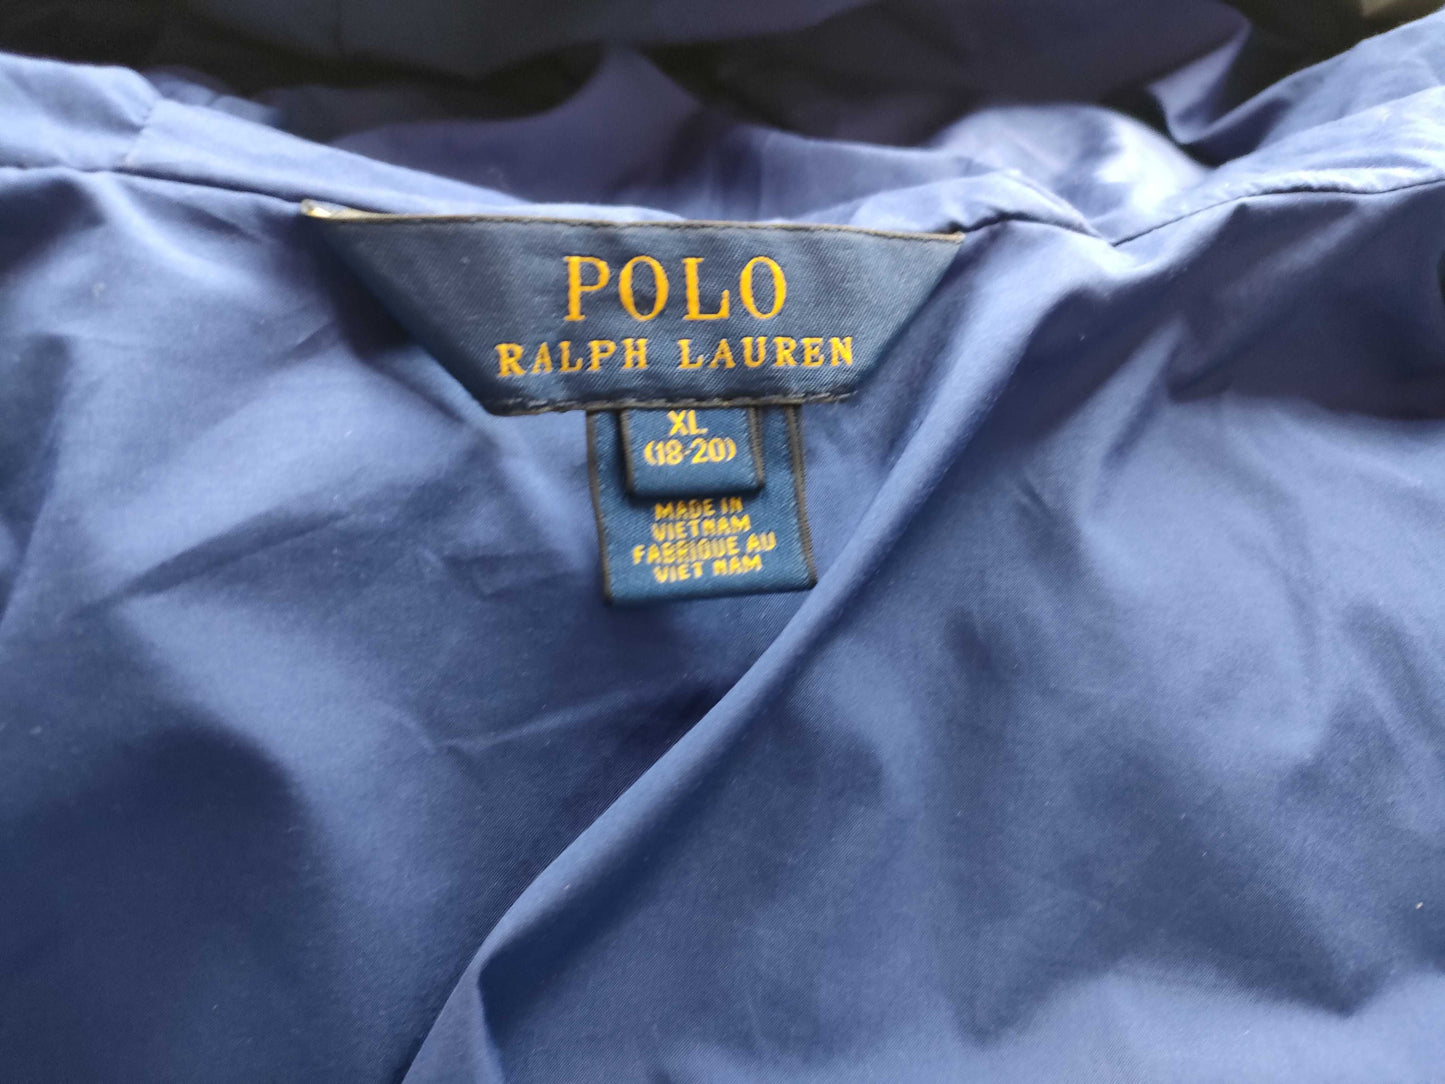 POLO
RALPH LAUREN
XL
(18-20)
MADE IN
VIETNAM
FABRIQUE AU
VIET NAM